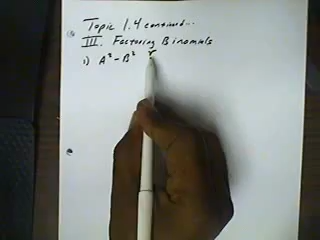 Topic 1.4 continued...
III. Factoring Binomials
1) A² - B²